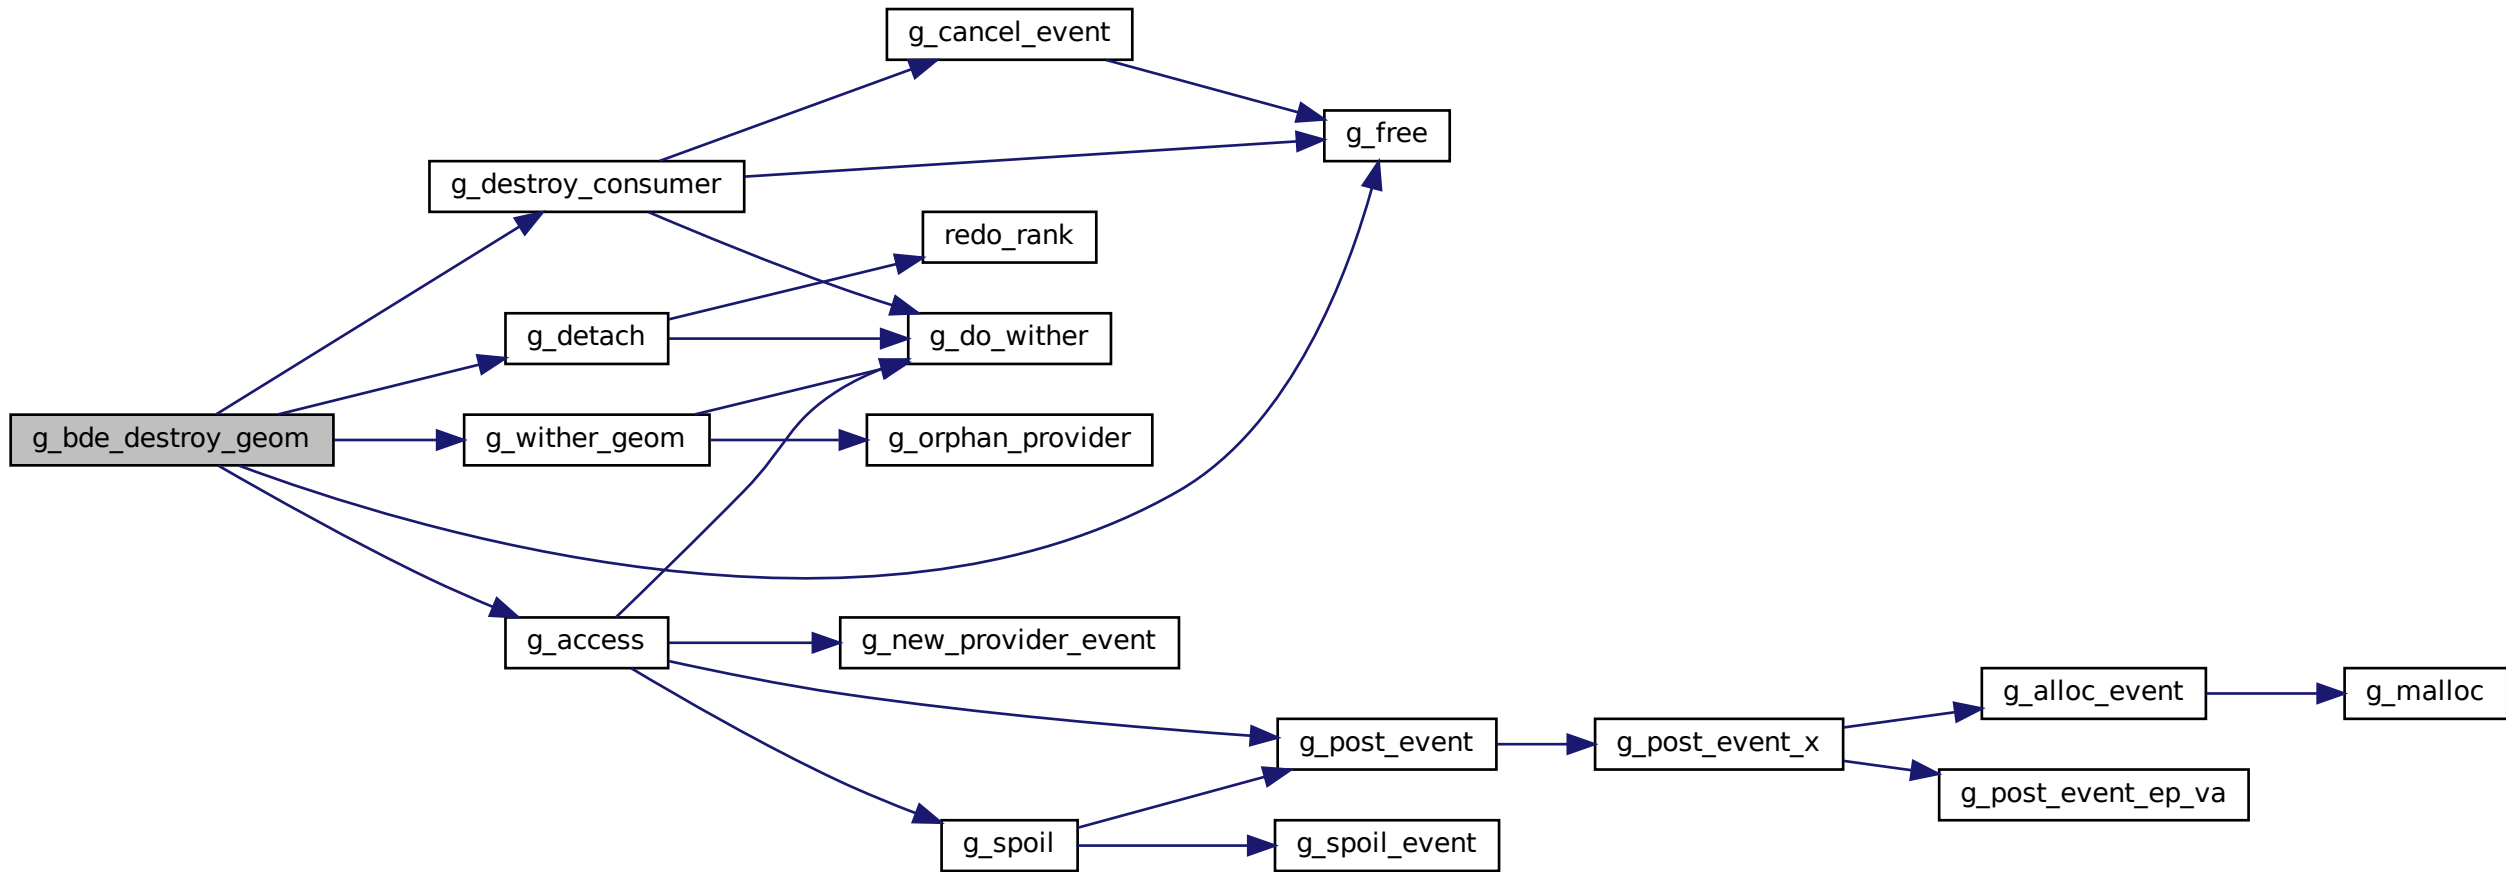 g_cancel_event
g_free
g_destroy_consumer
redo_rank
g_detach
g_do_wither
g_bde_destroy_geom
g_wither_geom
g_orphan_provider
g_access
g_new_provider_event
g_alloc_event
g_malloc
g_post_event
g_post_event_x
g_post_event_ep_va
g_spoil
g_spoil_event